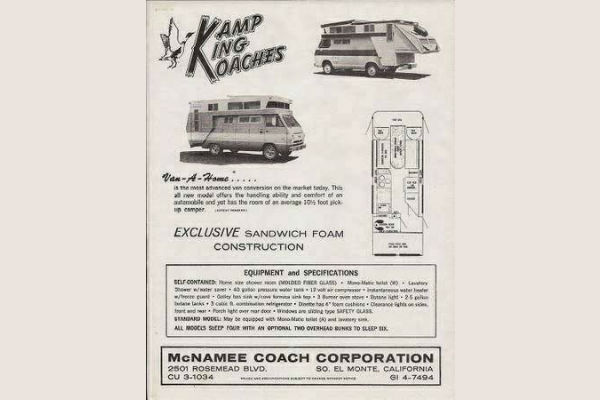 KAMP
KING
KOACHES
Van-A-Home . . . . .
is the most advanced van conversion on the market today. This
all new model offers the handling ability and comfort of an
automobile and yet has the room of an average 10½ foot pick-
up camper.
EXCLUSIVE SANDWICH FOAM
CONSTRUCTION
EQUIPMENT and SPECIFICATIONS
SELF-CONTAINED: Home size shower room (MOLDED FIBER GLASS) • Mono-Matic toilet (W) • Lavatory
Shower w/water saver • 40 gallon pressure water tank • 12 volt air compressor • Instantaneous water heater
w/freeze guard • Galley has sink w/cove formica sink top • 3 Burner oven stove • Butane light • 2-5 gallon
butane tanks • 3 cubic ft. combination refrigerator • Dinette has 4" foam cushions • Clearance lights on sides,
front and rear • Porch light over rear door • Windows are sliding type SAFETY GLASS.
STANDARD MODEL: May be equipped with Mono-Matic toilet (A) and lavatory sink.
ALL MODELS SLEEP FOUR WITH AN OPTIONAL TWO OVERHEAD BUNKS TO SLEEP SIX.
McNAMEE COACH CORPORATION
2501 ROSEMEAD BLVD. SO. EL MONTE, CALIFORNIA
CU 3-1034 PRICES AND SPECIFICATIONS SUBJECT TO CHANGE WITHOUT NOTICE GI 4-7494